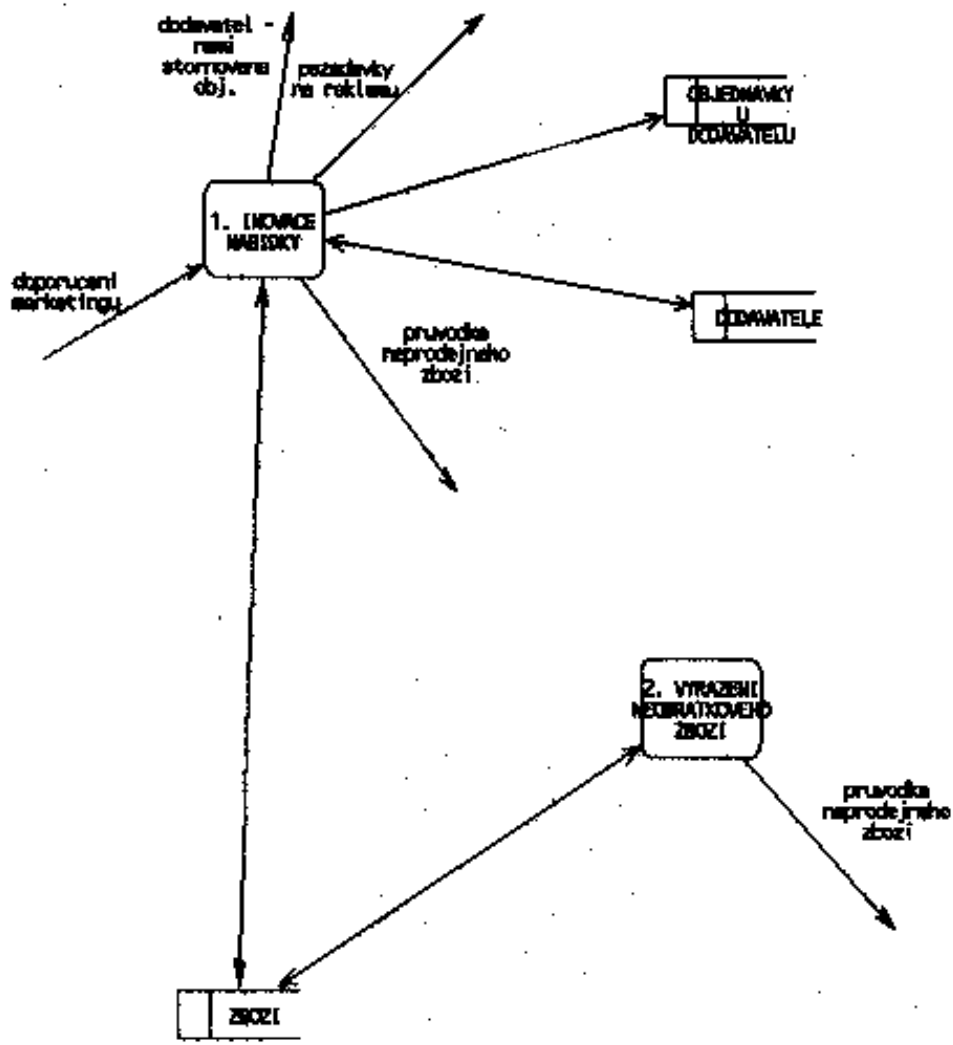 dodavatel -
rami
stornovana
obj.
pozadavky
na reklamu
OBJEDNAVKY
U
DODAVATELU
1. INOVACE
NABIDKY
doporuceni
marketingu
DODAVATELE
pruvodka
neprodejneho
zbozi
2. VYRAZENI
NEOBRATKOVEHO
ZBOZI
pruvodka
neprodejneho
zbozi
ZBOZI